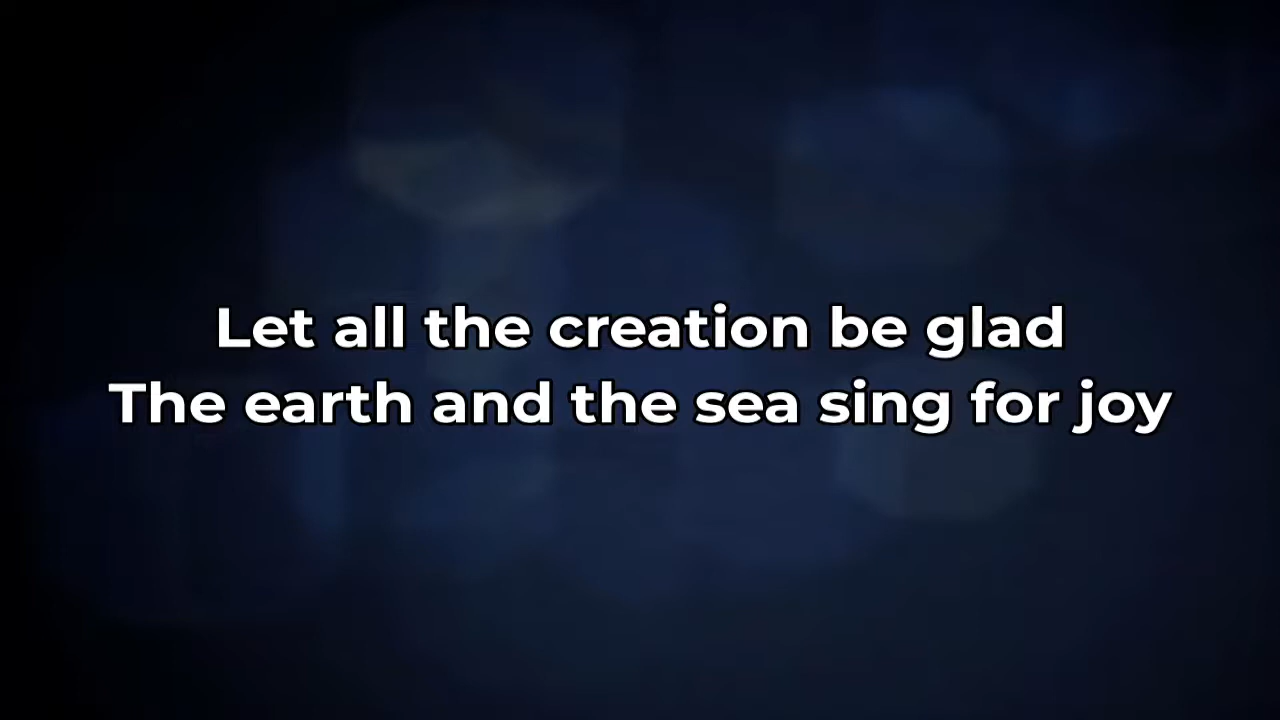 Let all the creation be glad
The earth and the sea sing for joy